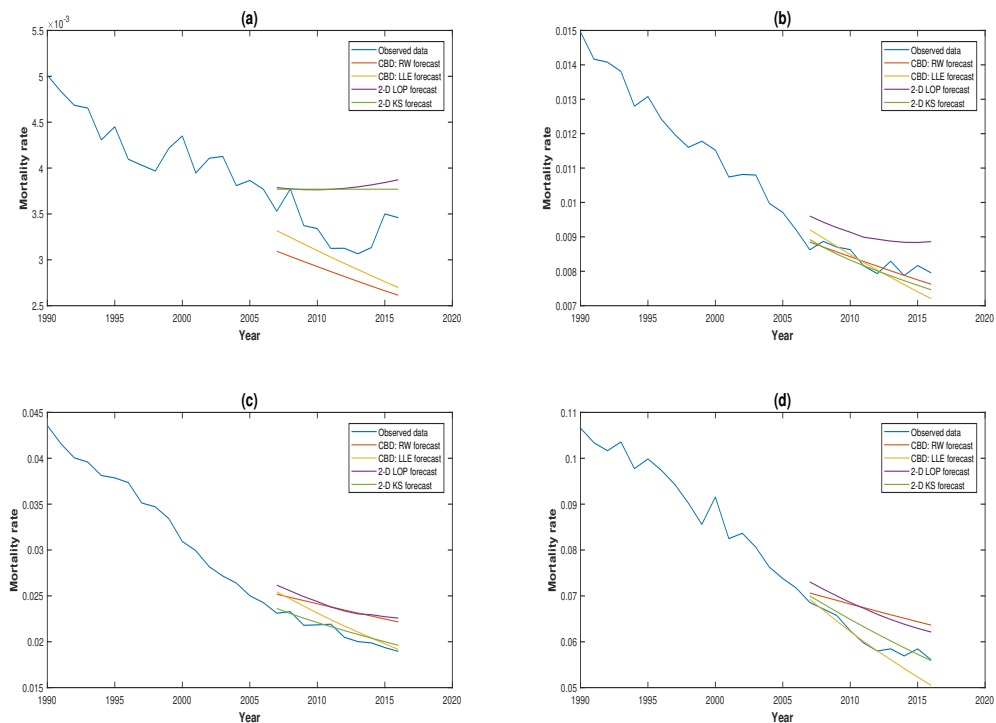 (a)
×10⁻³
5.5
5
4.5
4
3.5
3
2.5
Mortality rate
1990 1995 2000 2005 2010 2015 2020
Year
Observed data
CBD: RW forecast
CBD: LLE forecast
2-D LOP forecast
2-D KS forecast
(b)
0.015
0.014
0.013
0.012
0.011
0.01
0.009
0.008
0.007
Mortality rate
1990 1995 2000 2005 2010 2015 2020
Year
Observed data
CBD: RW forecast
CBD: LLE forecast
2-D LOP forecast
2-D KS forecast
(c)
0.045
0.04
0.035
0.03
0.025
0.02
0.015
Mortality rate
1990 1995 2000 2005 2010 2015 2020
Year
Observed data
CBD: RW forecast
CBD: LLE forecast
2-D LOP forecast
2-D KS forecast
(d)
0.11
0.1
0.09
0.08
0.07
0.06
0.05
Mortality rate
1990 1995 2000 2005 2010 2015 2020
Year
Observed data
CBD: RW forecast
CBD: LLE forecast
2-D LOP forecast
2-D KS forecast